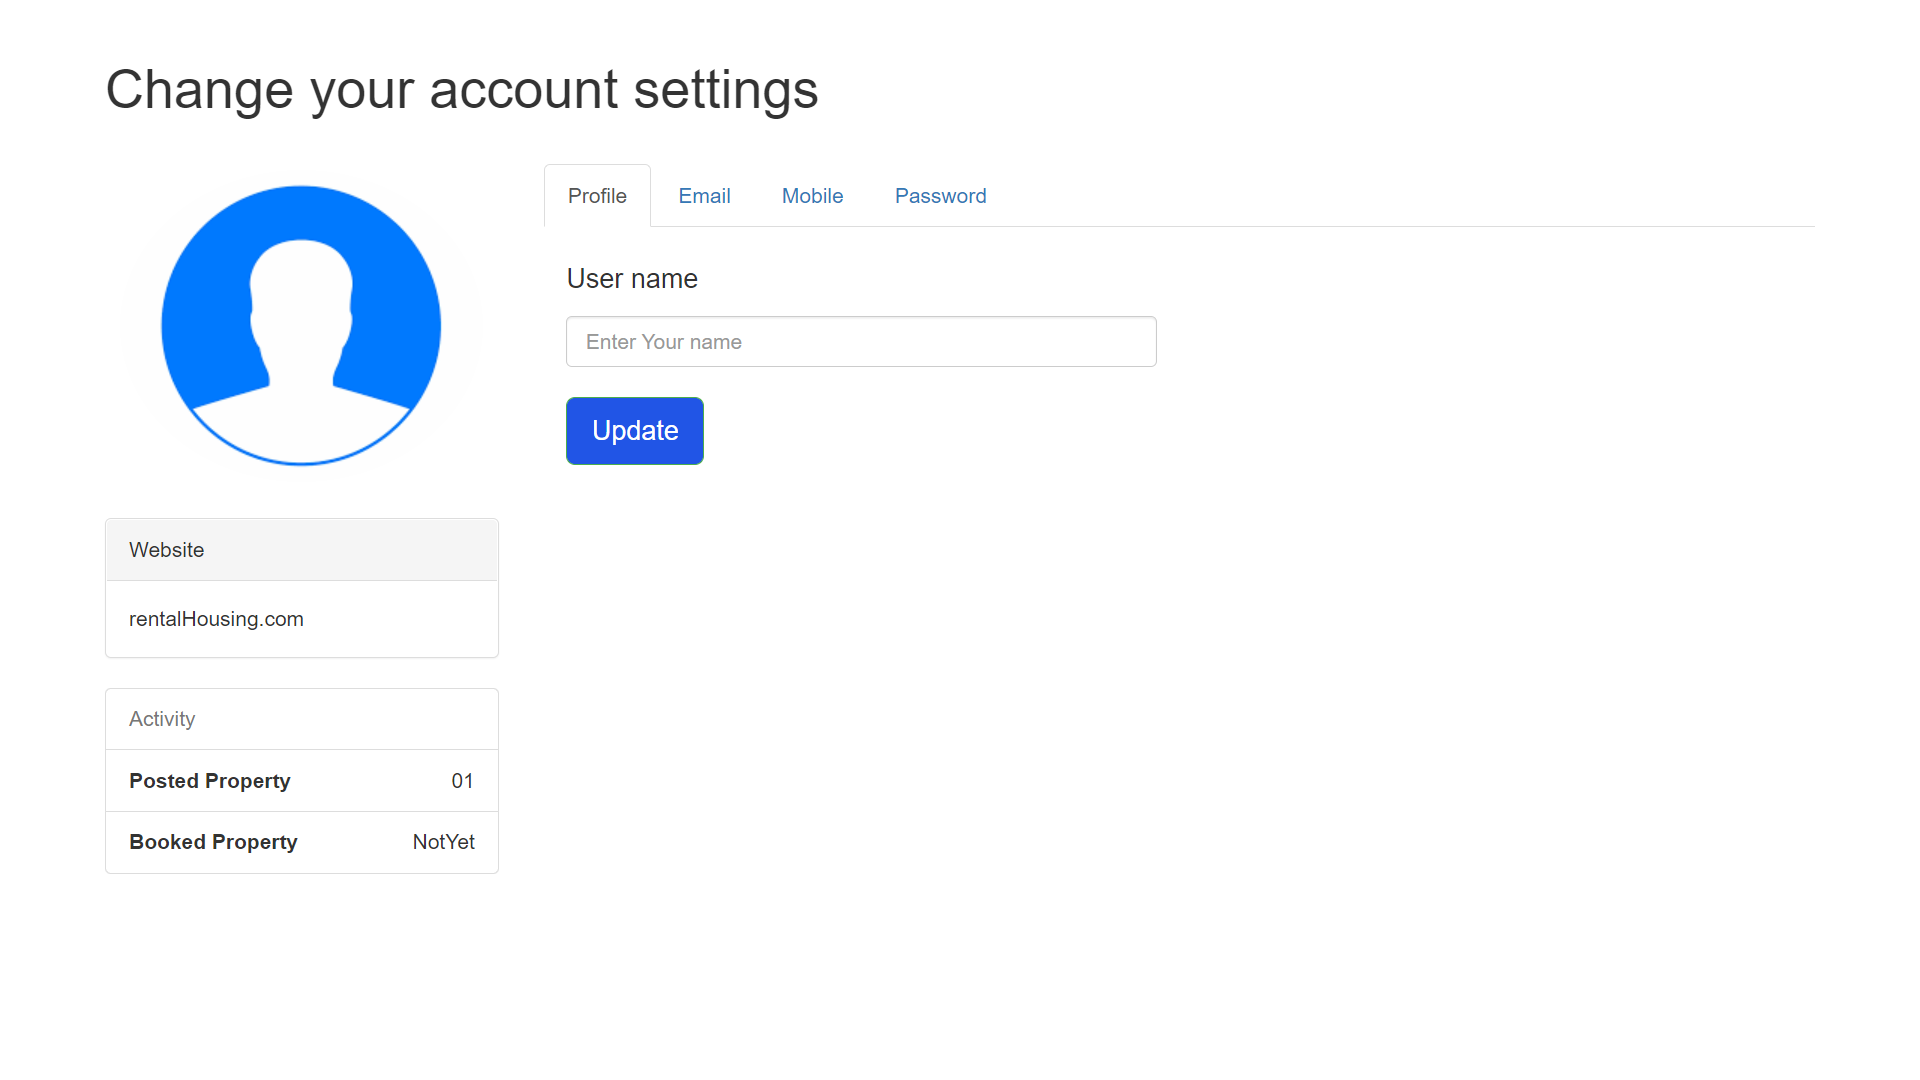 Change your account settings
Profile Email Mobile Password
User name
Enter Your name
Update
Website
rentalHousing.com
Activity
Posted Property 01
Booked Property NotYet